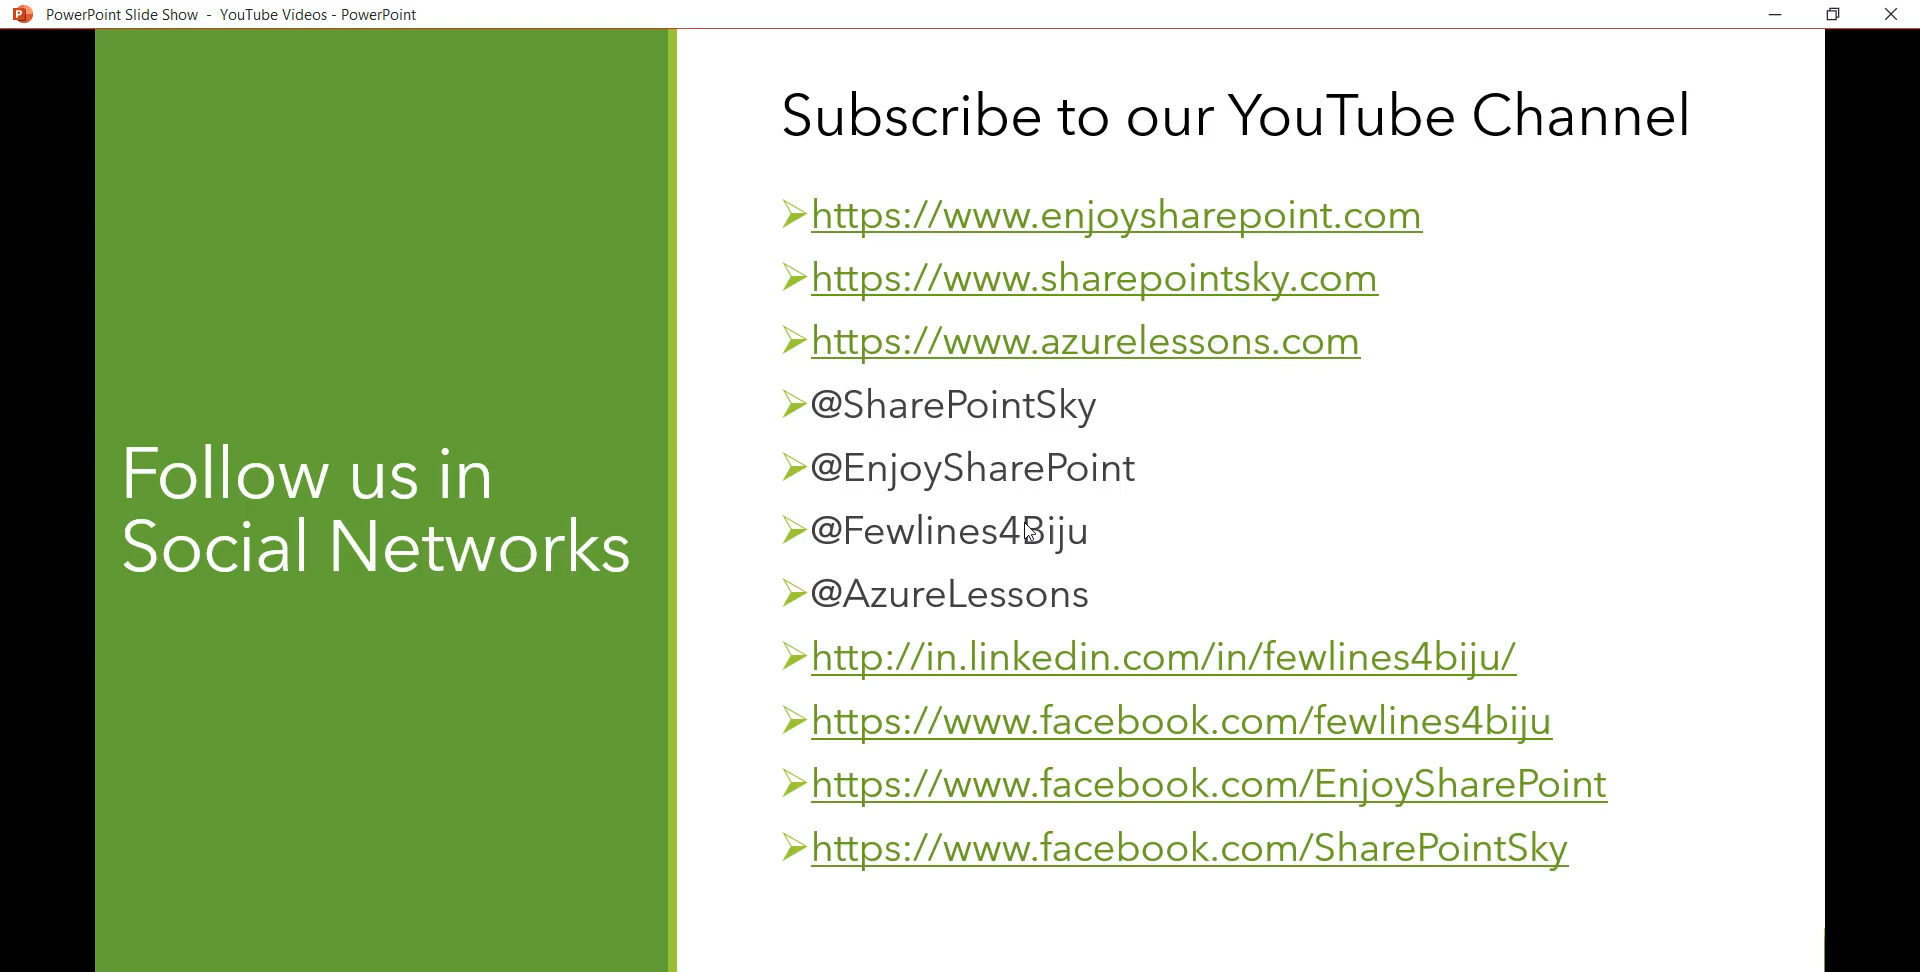 PowerPoint Slide Show - YouTube Videos - PowerPoint
Follow us in
Social Networks
Subscribe to our YouTube Channel
https://www.enjoysharepoint.com
https://www.sharepointsky.com
https://www.azurelessons.com
@SharePointSky
@EnjoySharePoint
@Fewlines4Biju
@AzureLessons
http://in.linkedin.com/in/fewlines4biju/
https://www.facebook.com/fewlines4biju
https://www.facebook.com/EnjoySharePoint
https://www.facebook.com/SharePointSky